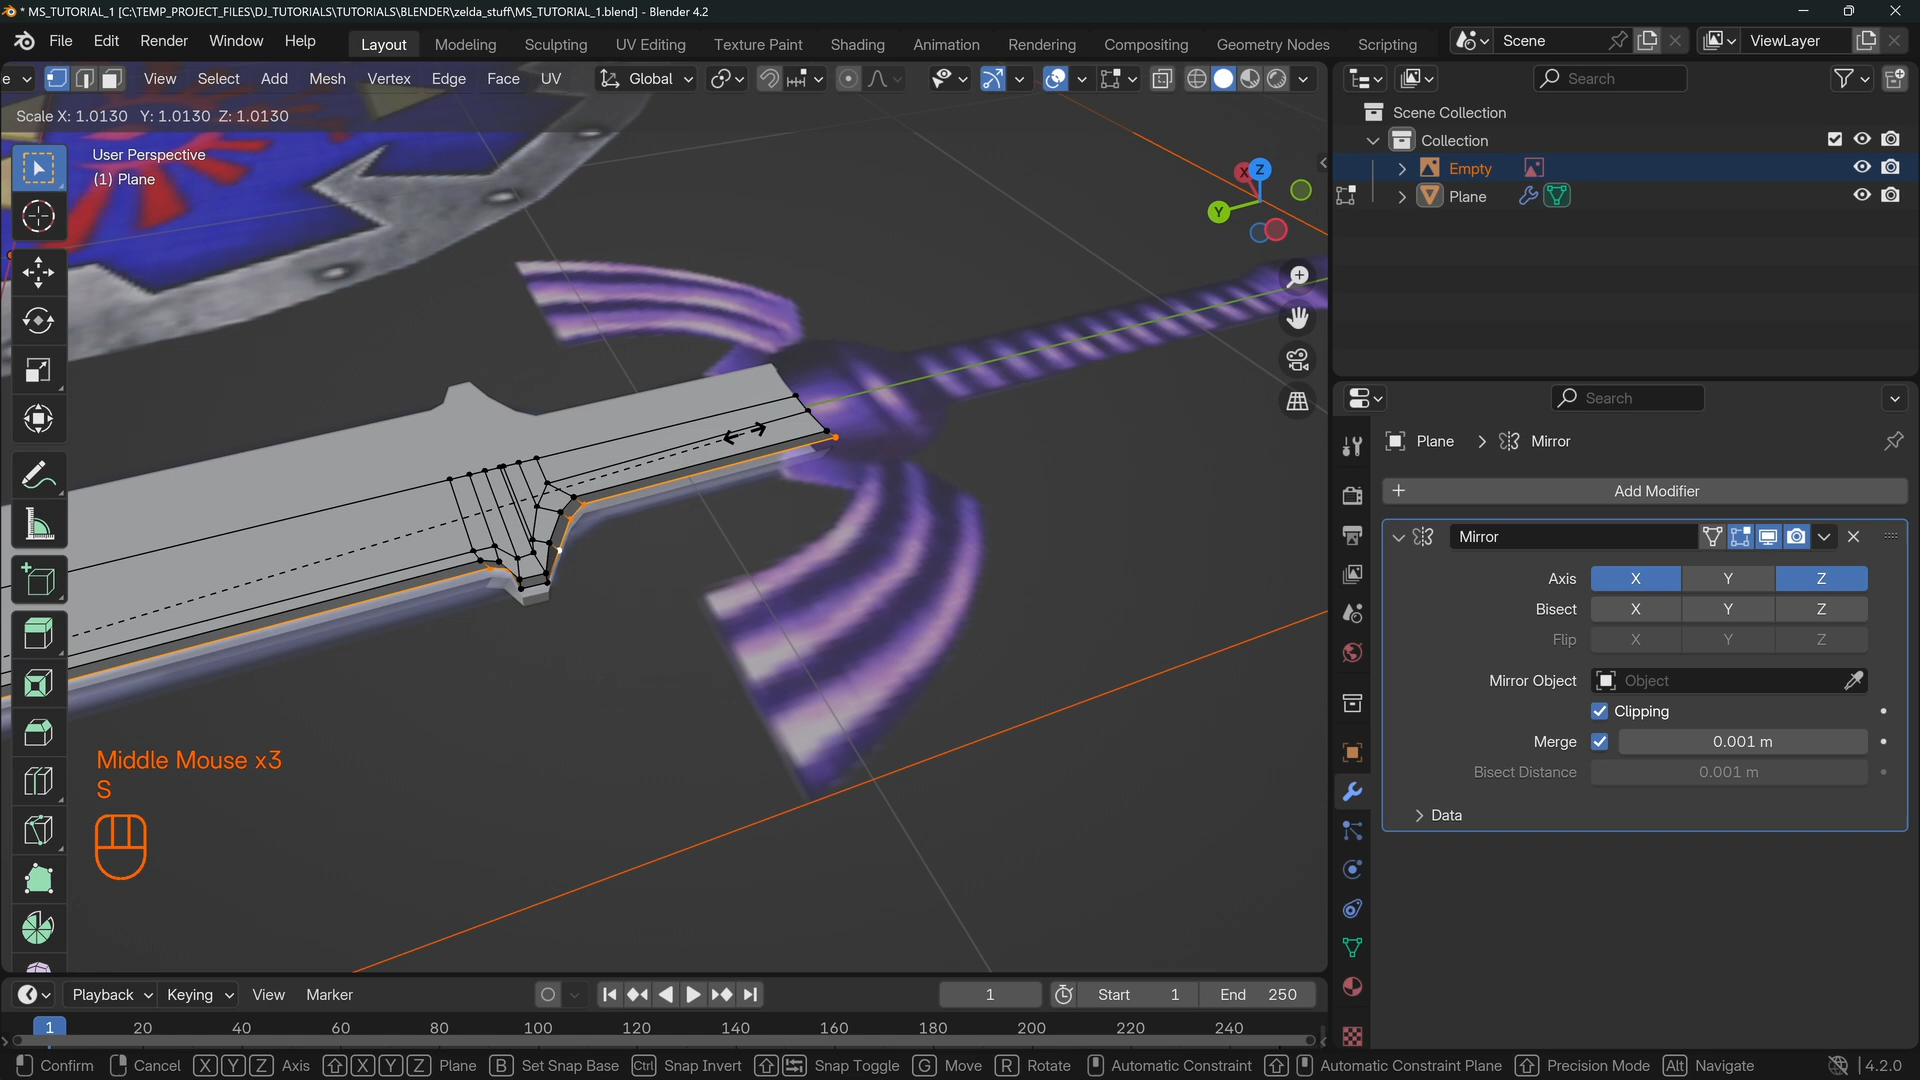 * MS_TUTORIAL_1 [C:\TEMP_PROJECT_FILES\DJ_TUTORIALS\TUTORIALS\BLENDER\zelda_stuff\MS_TUTORIAL_1.blend] - Blender 4.2
File Edit Render Window Help Layout Modeling Sculpting UV Editing Texture Paint Shading Animation Rendering Compositing Geometry Nodes Scripting Scene ViewLayer
e View Select Add Mesh Vertex Edge Face UV Global Search
Scale X: 1.0130 Y: 1.0130 Z: 1.0130
Scene Collection
Collection
User Perspective
(1) Plane
Empty
Plane
X Z
Y
Search
Plane > Mirror
+ Add Modifier
Mirror
Axis X Y Z
Bisect X Y Z
Flip X Y Z
Mirror Object Object
Clipping
Merge 0.001 m
Bisect Distance 0.001 m
Data
Middle Mouse x3
S
Playback Keying View Marker 1 Start 1 End 250
1 20 40 60 80 100 120 140 160 180 200 220 240
Confirm Cancel X Y Z Axis X Y Z Plane B Set Snap Base Ctrl Snap Invert Snap Toggle G Move R Rotate Automatic Constraint Automatic Constraint Plane Precision Mode Alt Navigate 4.2.0